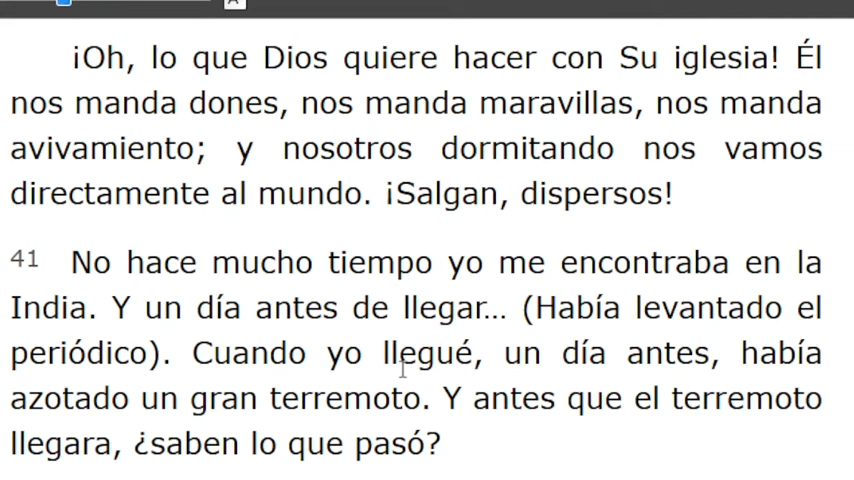 ¡Oh, lo que Dios quiere hacer con Su iglesia! Él
nos manda dones, nos manda maravillas, nos manda
avivamiento; y nosotros dormitando nos vamos
directamente al mundo. ¡Salgan, dispersos!
41 No hace mucho tiempo yo me encontraba en la
India. Y un día antes de llegar... (Había levantado el
periódico). Cuando yo llegué, un día antes, había
azotado un gran terremoto. Y antes que el terremoto
llegara, ¿saben lo que pasó?